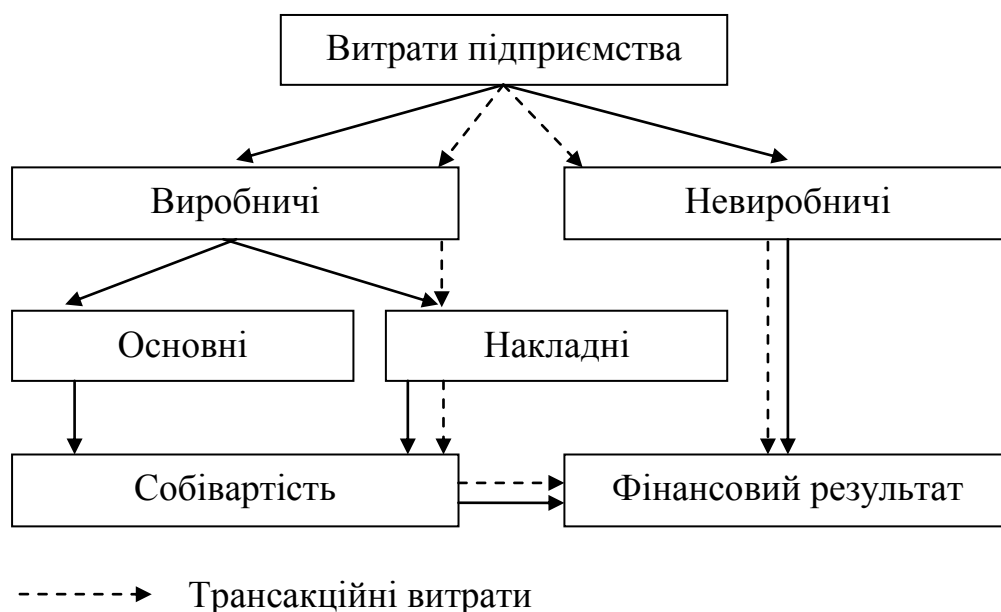 Витрати підприємства
Виробничі
Невиробничі
Основні
Накладні
Собівартість
Фінансовий результат
Трансакційні витрати